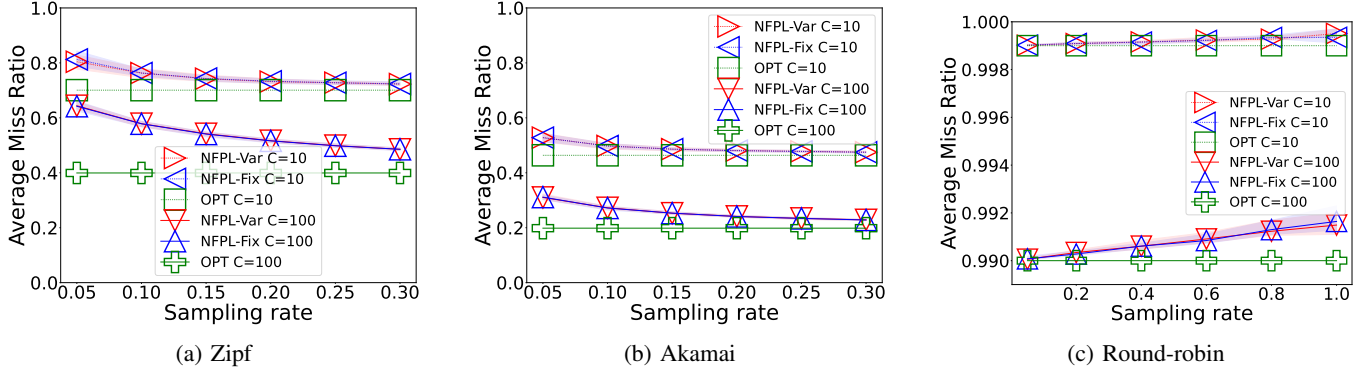 Average Miss Ratio
1.0
0.8
0.6
0.4
0.2
0.0
NFPL-Var C=10
NFPL-Fix C=10
OPT C=10
NFPL-Var C=100
NFPL-Fix C=100
OPT C=100
0.05 0.10 0.15 0.20 0.25 0.30
Sampling rate
(a) Zipf
Average Miss Ratio
1.0
0.8
0.6
0.4
0.2
0.0
NFPL-Var C=10
NFPL-Fix C=10
OPT C=10
NFPL-Var C=100
NFPL-Fix C=100
OPT C=100
0.05 0.10 0.15 0.20 0.25 0.30
Sampling rate
(b) Akamai
Average Miss Ratio
1.000
0.998
0.996
0.994
0.992
0.990
NFPL-Var C=10
NFPL-Fix C=10
OPT C=10
NFPL-Var C=100
NFPL-Fix C=100
OPT C=100
0.2 0.4 0.6 0.8 1.0
Sampling rate
(c) Round-robin